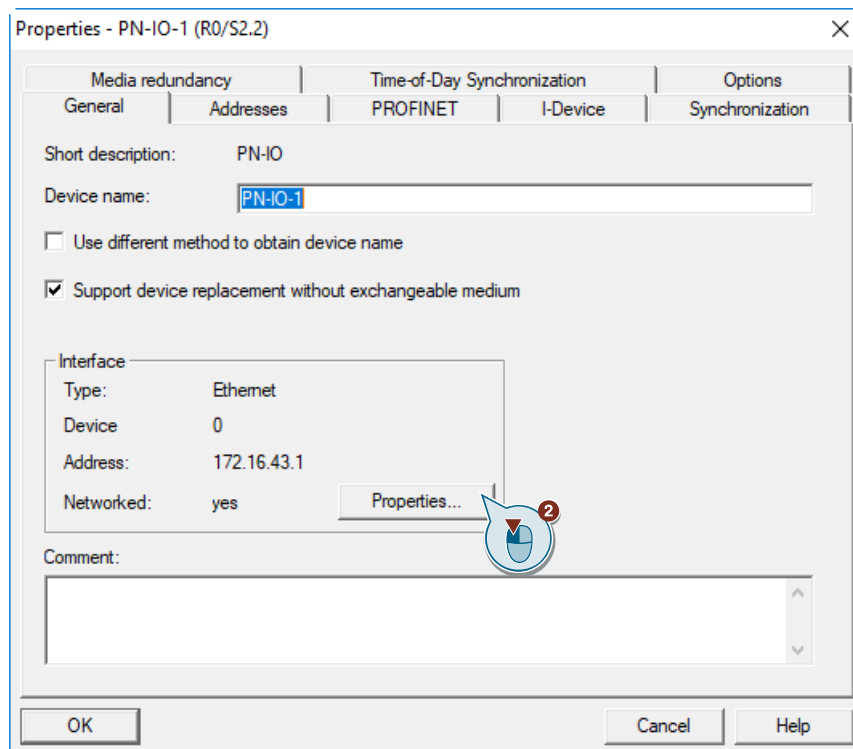 Properties - PN-IO-1 (R0/S2.2)
Media redundancy Time-of-Day Synchronization Options
General Addresses PROFINET I-Device Synchronization
Short description: PN-IO
Device name: PN-IO-1
Use different method to obtain device name
Support device replacement without exchangeable medium
Interface
Type: Ethernet
Device 0
Address: 172.16.43.1
Networked: yes Properties...
2
Comment:
OK Cancel Help